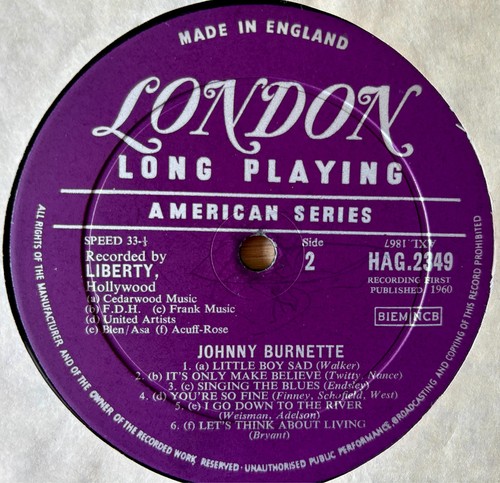 MADE IN ENGLAND
LONDON
LONG PLAYING
AMERICAN SERIES
SPEED 33-⅓
Recorded by
LIBERTY,
Hollywood
(a) Cedarwood Music
(b) F.D.H. (c) Frank Music
(d) United Artists
(e) Bien/Asa (f) Acuff-Rose
Side
2
AXL.1867
HAG.2349
RECORDING FIRST
PUBLISHED 1960
BIEM NCB
JOHNNY BURNETTE
1. (a) LITTLE BOY SAD (Walker)
2. (b) IT'S ONLY MAKE BELIEVE (Twitty, Nance)
3. (c) SINGING THE BLUES (Endsley)
4. (d) YOU'RE SO FINE (Finney, Schofield, West)
5. (e) I GO DOWN TO THE RIVER
(Weisman, Adelson)
6. (f) LET'S THINK ABOUT LIVING
(Bryant)
ALL RIGHTS OF THE MANUFACTURER AND OF THE OWNER OF THE RECORDED WORK RESERVED · UNAUTHORISED PUBLIC PERFORMANCE, BROADCASTING AND COPYING OF THIS RECORD PROHIBITED